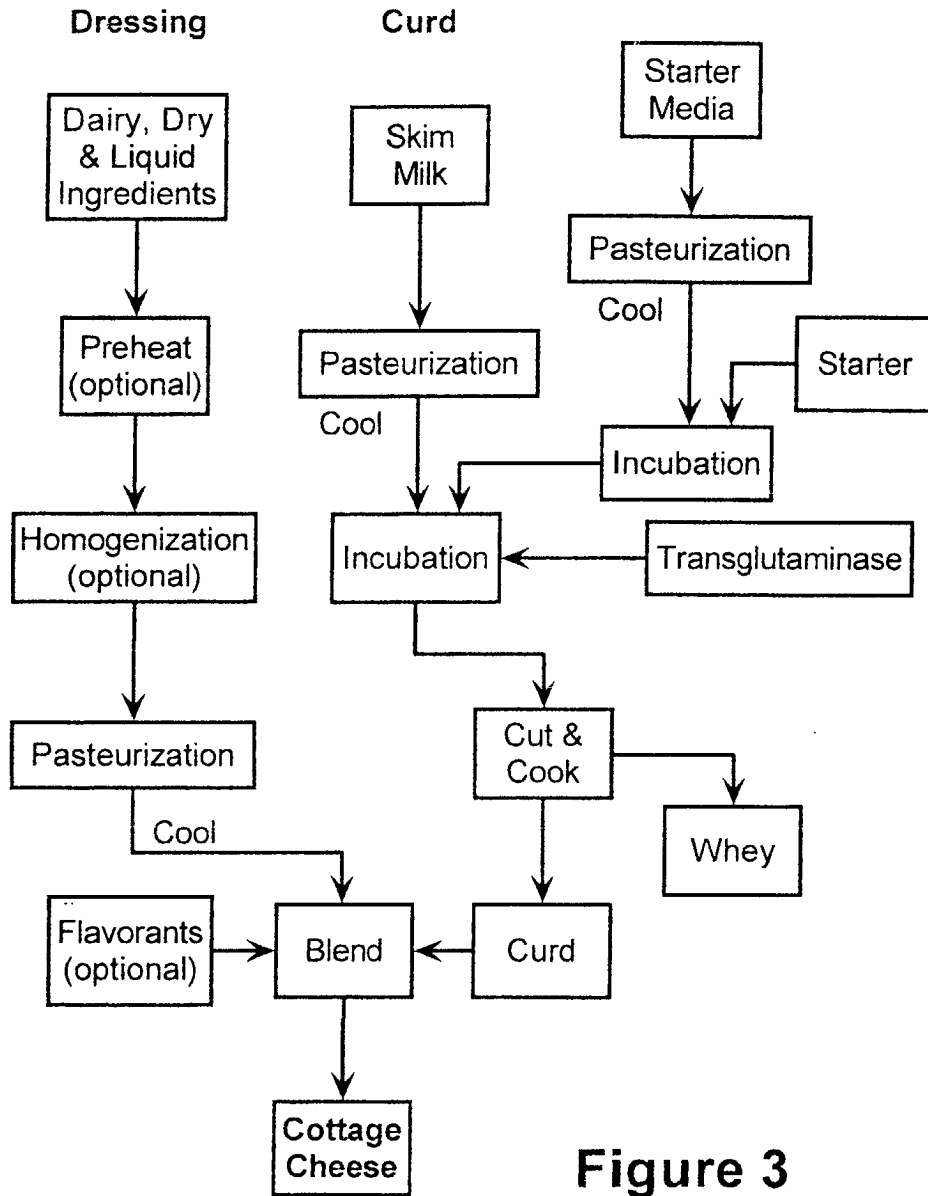 Dressing
Curd
Starter
Media
Dairy, Dry
& Liquid
Ingredients
Skim
Milk
Pasteurization
Cool
Preheat
(optional)
Pasteurization
Starter
Cool
Incubation
Homogenization
(optional)
Incubation
Transglutaminase
Pasteurization
Cut &
Cook
Cool
Whey
Flavorants
(optional)
Blend
Curd
Cottage
Cheese
Figure 3